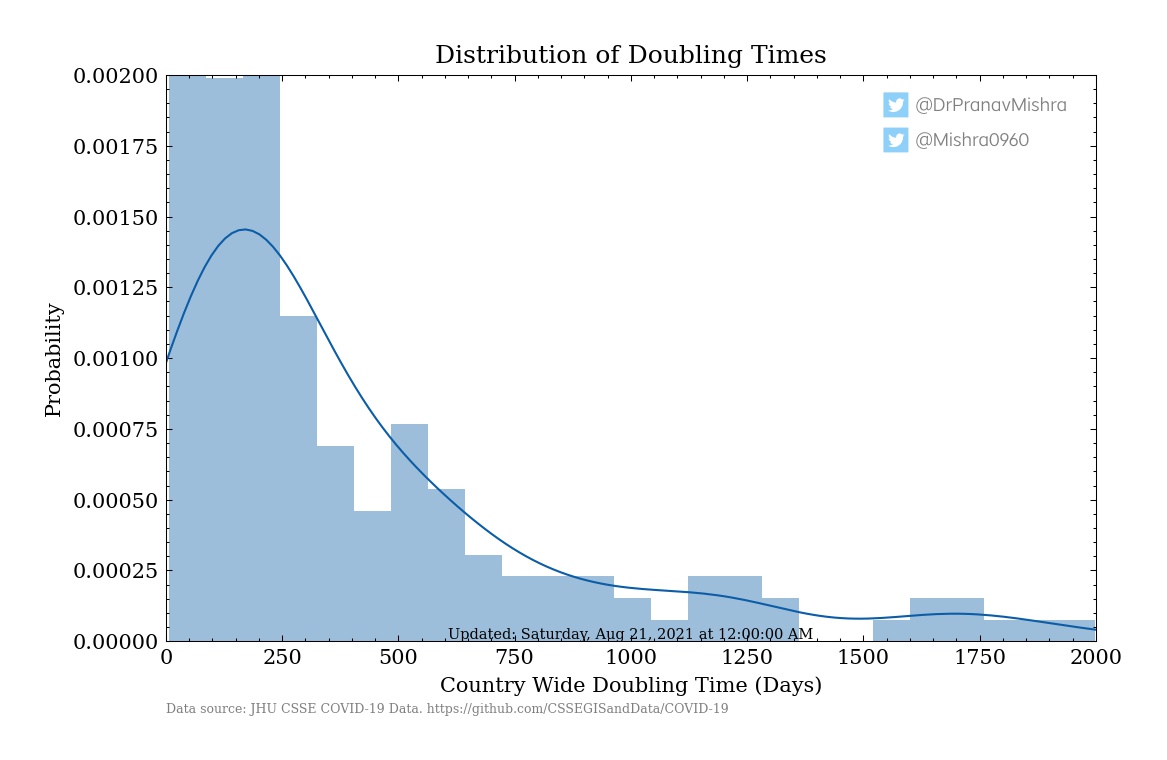 Distribution of Doubling Times
@DrPranavMishra
@Mishra0960
Probability
0.00200
0.00175
0.00150
0.00125
0.00100
0.00075
0.00050
0.00025
0.00000
Updated: Saturday, Aug 21, 2021 at 12:00:00 AM
0 250 500 750 1000 1250 1500 1750 2000
Country Wide Doubling Time (Days)
Data source: JHU CSSE COVID-19 Data. https://github.com/CSSEGISandData/COVID-19